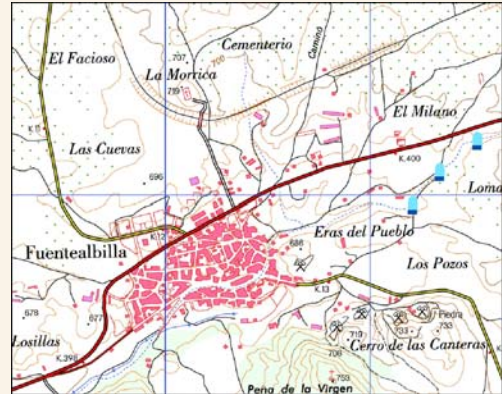 El Facioso
Cementerio
Camino
707
700
La Morrica
719
El Milano
K.11
Las Cuevas
K.400
696
Loma
Eras del Pueblo
K.12
Fuentealbilla
686
Los Pozos
K.13
678
677
Losillas
Piedra
733
733
719
708
Cerro de las Canteras
K.398
753
Peña de la Virgen